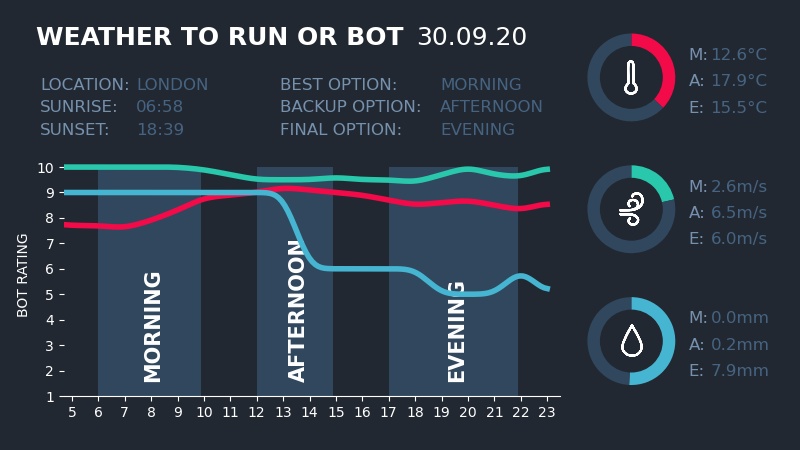 WEATHER TO RUN OR BOT 30.09.20
LOCATION: LONDON
SUNRISE: 06:58
SUNSET: 18:39
BEST OPTION: MORNING
BACKUP OPTION: AFTERNOON
FINAL OPTION: EVENING
M: 12.6°C
A: 17.9°C
E: 15.5°C
M: 2.6m/s
A: 6.5m/s
E: 6.0m/s
M: 0.0mm
A: 0.2mm
E: 7.9mm
BOT RATING
10
9
8
7
6
5
4
3
2
1
MORNING
AFTERNOON
EVENING
5 6 7 8 9 10 11 12 13 14 15 16 17 18 19 20 21 22 23